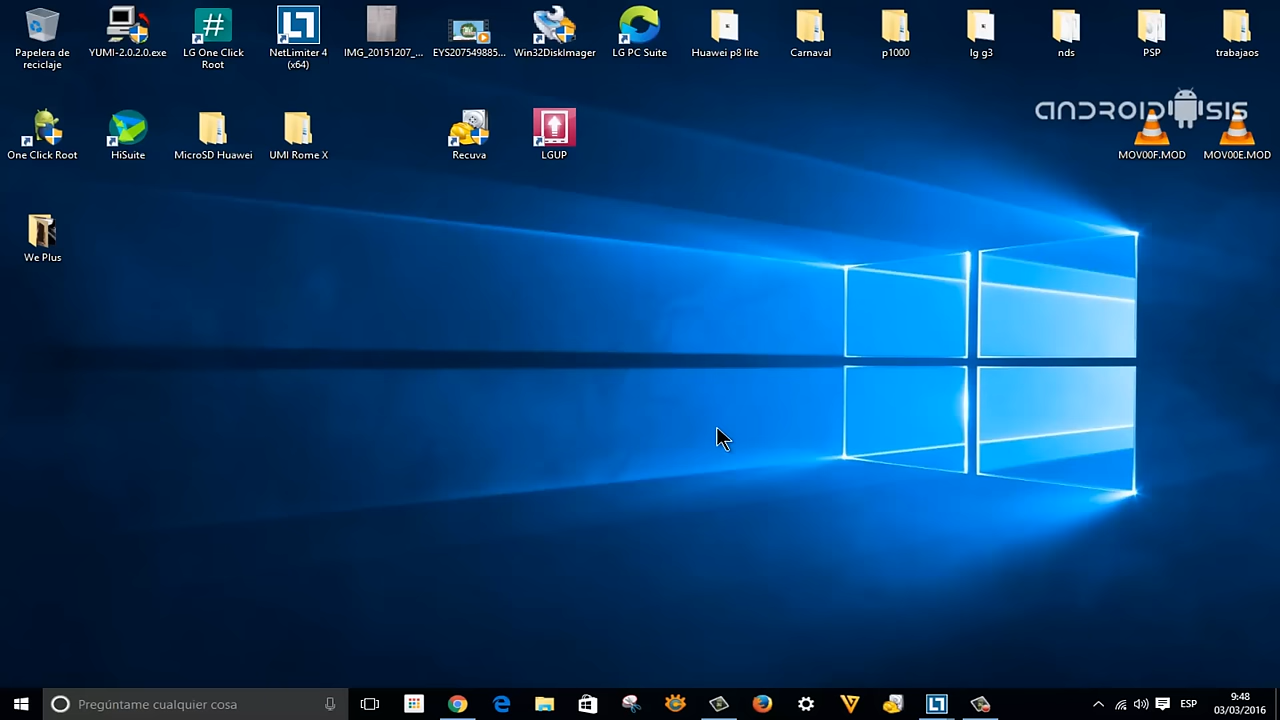 Papelera de
reciclaje
YUMI-2.0.2.0.exe
LG One Click
Root
NetLimiter 4
(x64)
IMG_20151207_...
EYS207549885...
Win32DiskImager
LG PC Suite
Huawei p8 lite
Carnaval
p1000
lg g3
nds
PSP
trabajaos
ANDROIDSIS
One Click Root
HiSuite
MicroSD Huawei
UMI Rome X
Recuva
LGUP
MOV00F.MOD
MOV00E.MOD
We Plus
Pregúntame cualquier cosa
ESP
9:48
03/03/2016